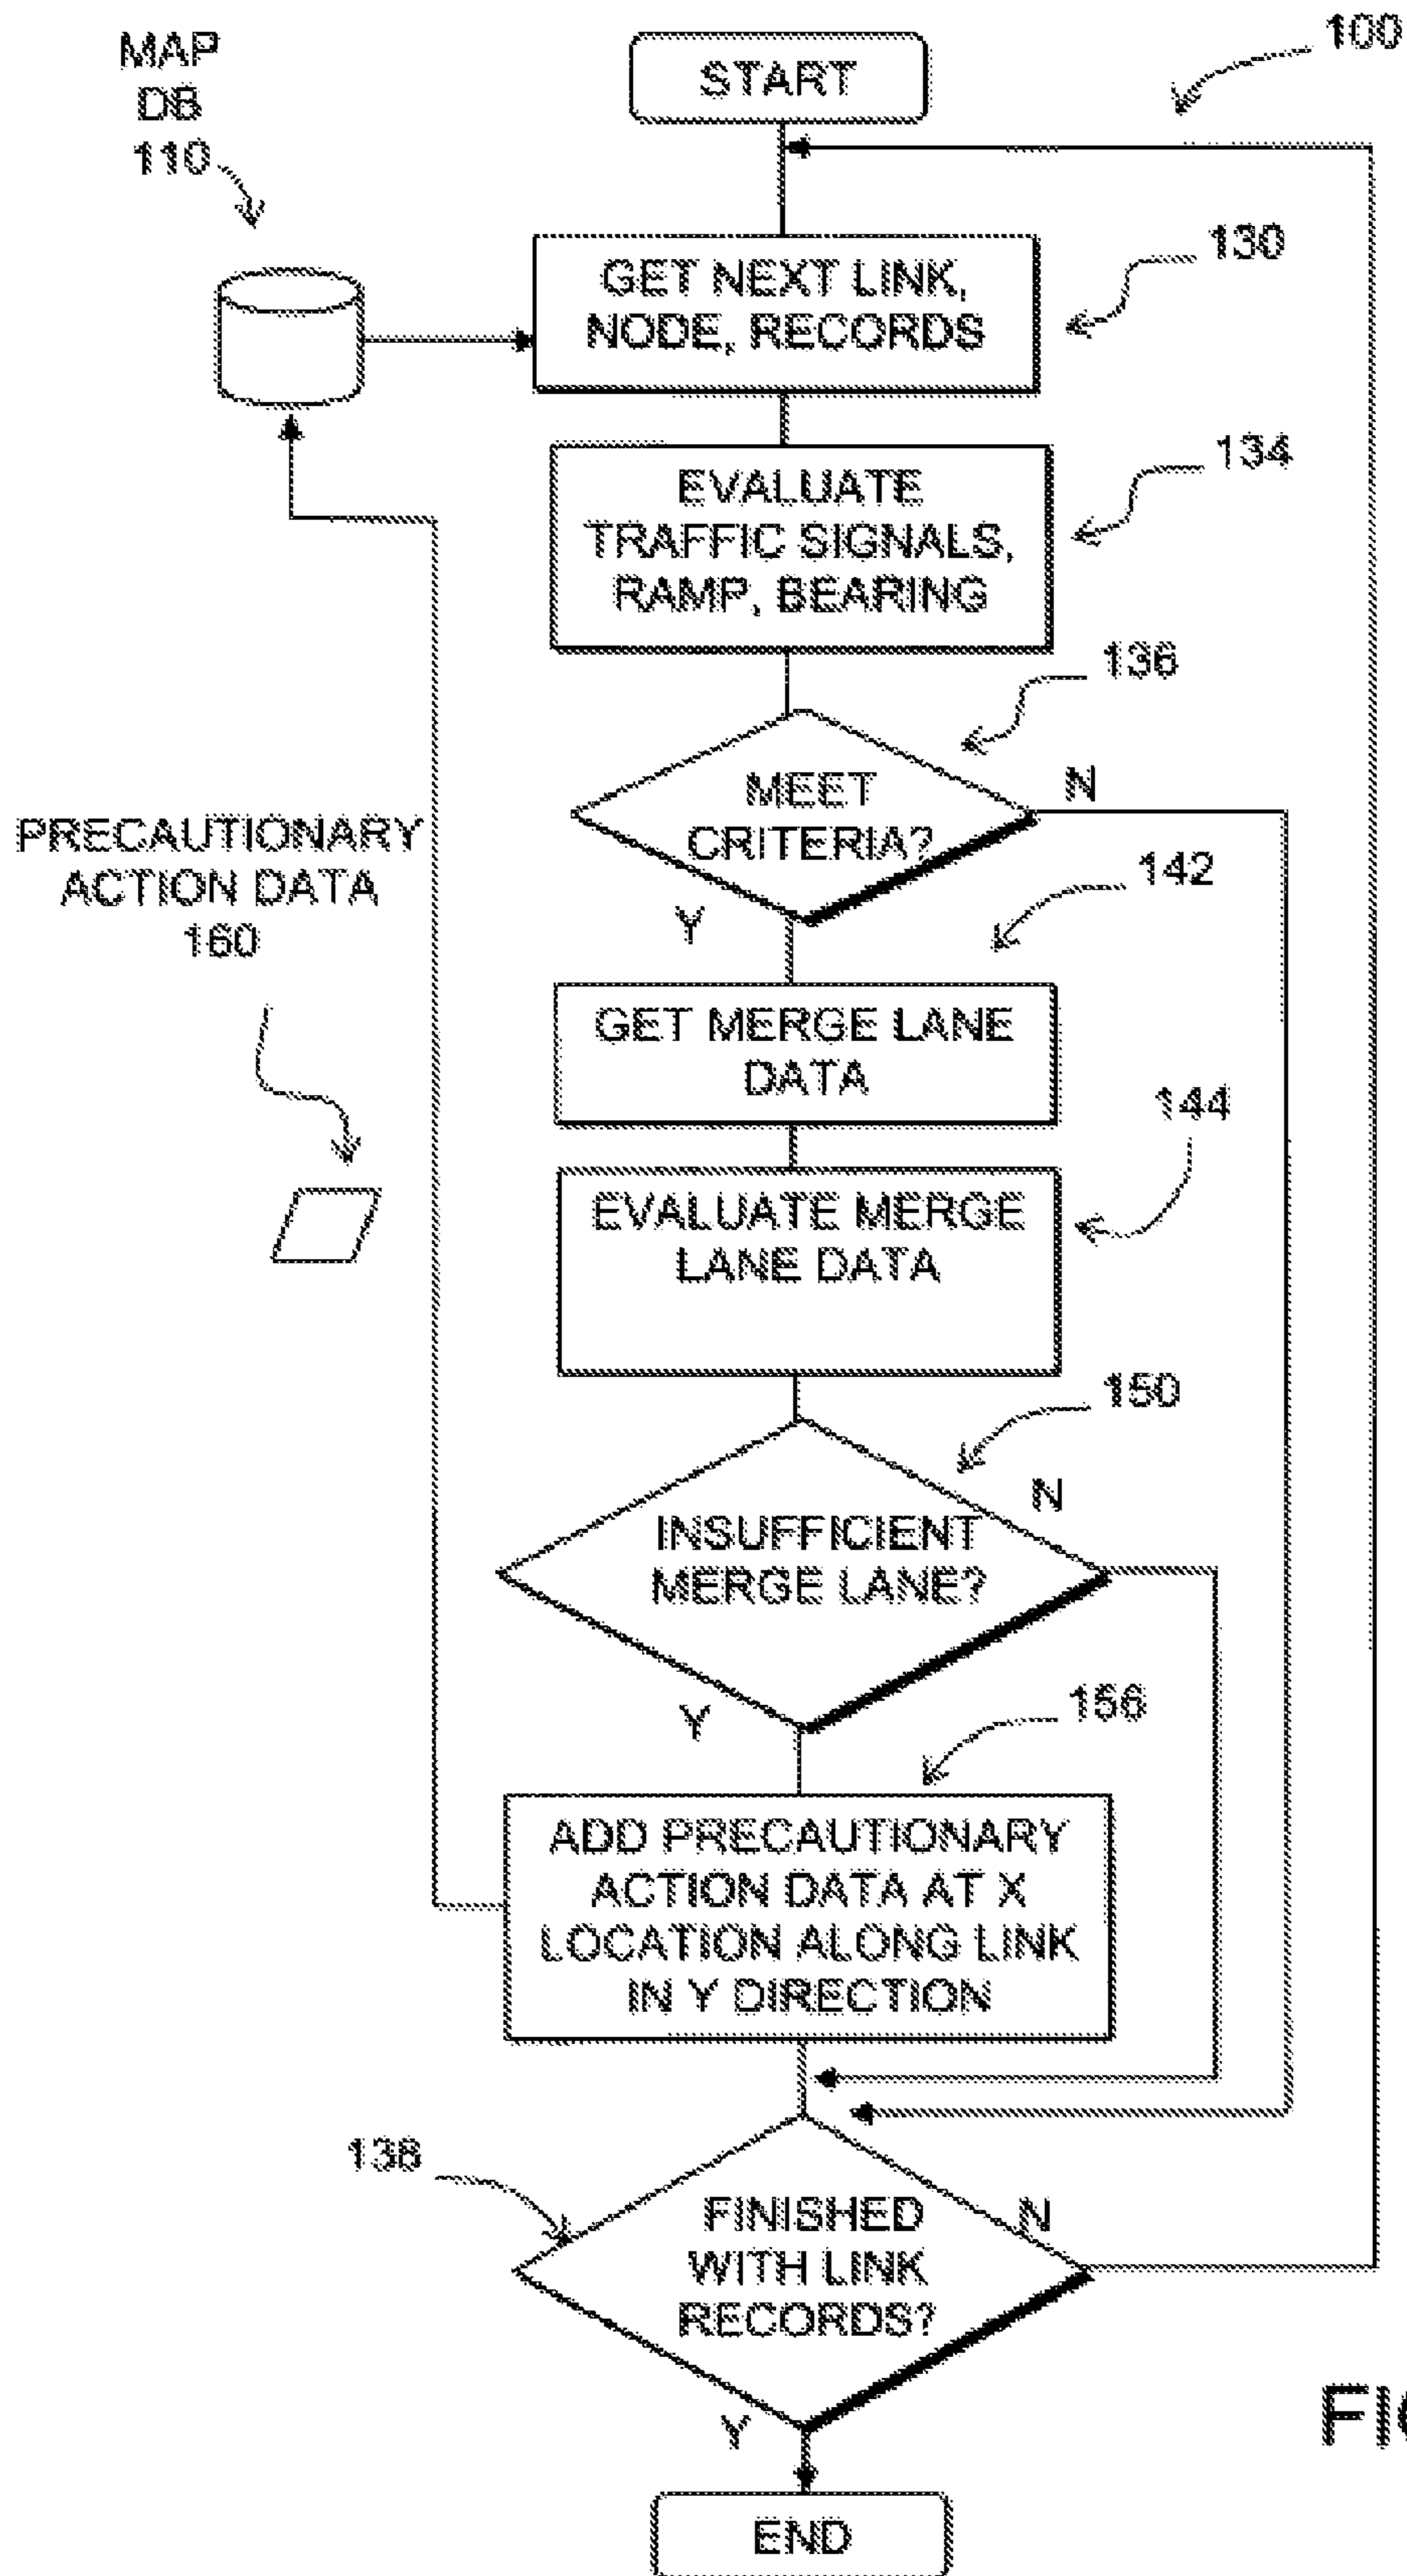 MAP
DB
110
START
100
GET NEXT LINK,
NODE, RECORDS
130
EVALUATE
TRAFFIC SIGNALS,
RAMP, BEARING
134
136
MEET
CRITERIA?
N
Y
PRECAUTIONARY
ACTION DATA
160
142
GET MERGE LANE
DATA
144
EVALUATE MERGE
LANE DATA
150
INSUFFICIENT
MERGE LANE?
N
Y
156
ADD PRECAUTIONARY
ACTION DATA AT X
LOCATION ALONG LINK
IN Y DIRECTION
138
FINISHED
WITH LINK
RECORDS?
N
Y
END